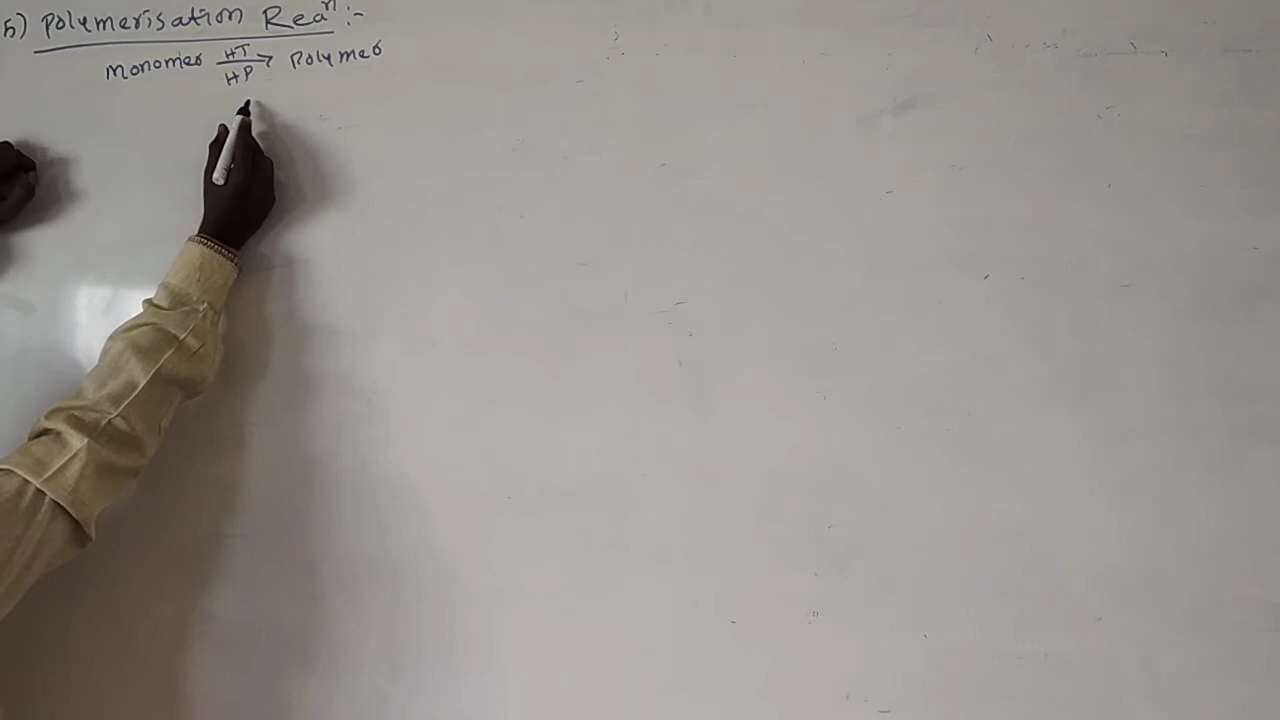 5) Polymerisation Reaⁿ :-
Monomer HT/HP → Polymer